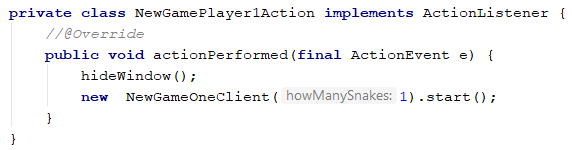 private class NewGamePlayer1Action implements ActionListener {
    //@Override
    public void actionPerformed(final ActionEvent e) {
        hideWindow();
        new  NewGameOneClient( howManySnakes: 1).start();
    }
}